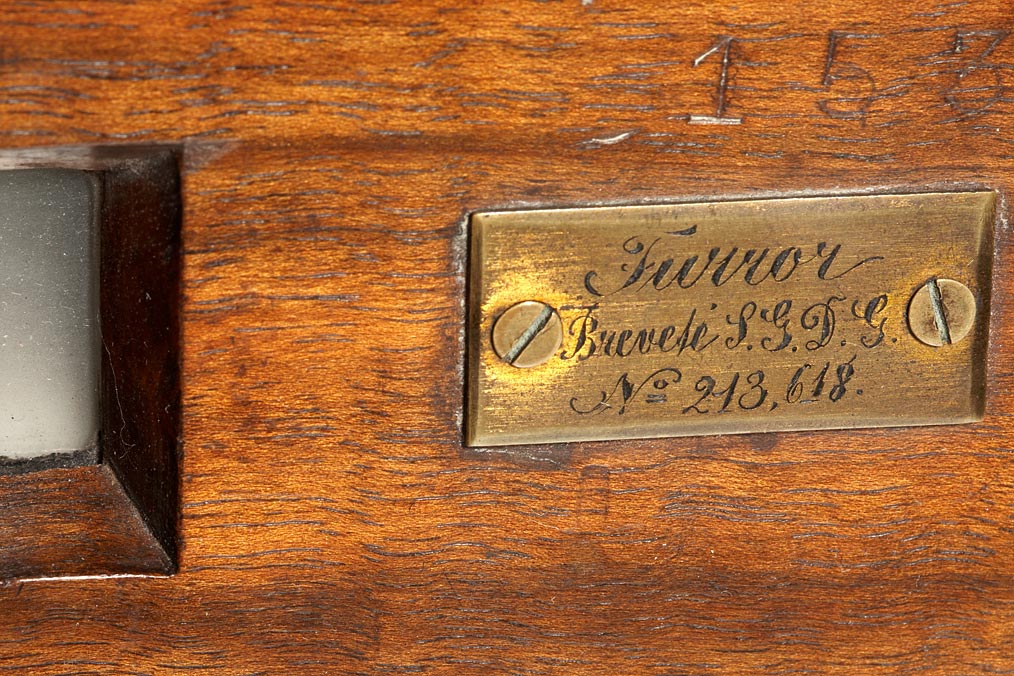 153
Furror
Breveté S.G.D.G.
No. 213,618.